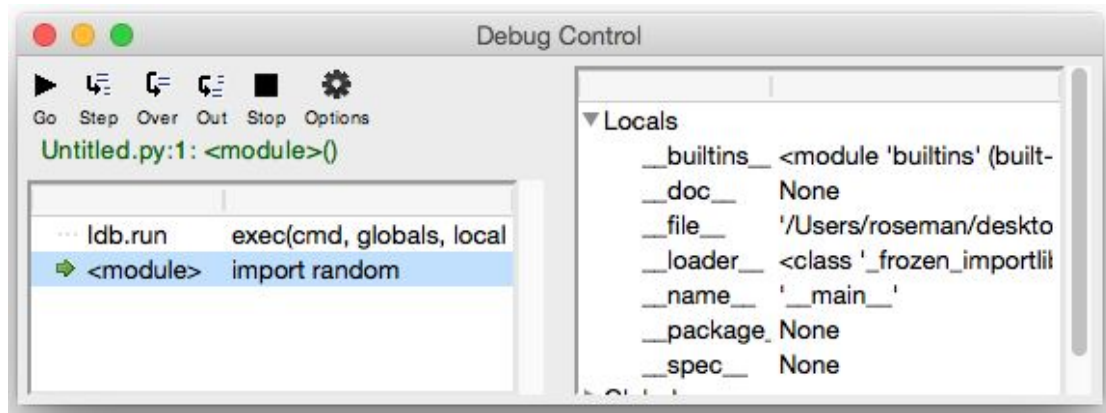 Debug Control
Go Step Over Out Stop Options
Untitled.py:1: <module>()
ldb.run exec(cmd, globals, local
<module> import random
Locals
__builtins__ <module 'builtins' (built-
__doc__ None
__file__ '/Users/roseman/deskto
__loader__ <class '_frozen_importlib
__name__ '__main__'
__package_ None
__spec__ None